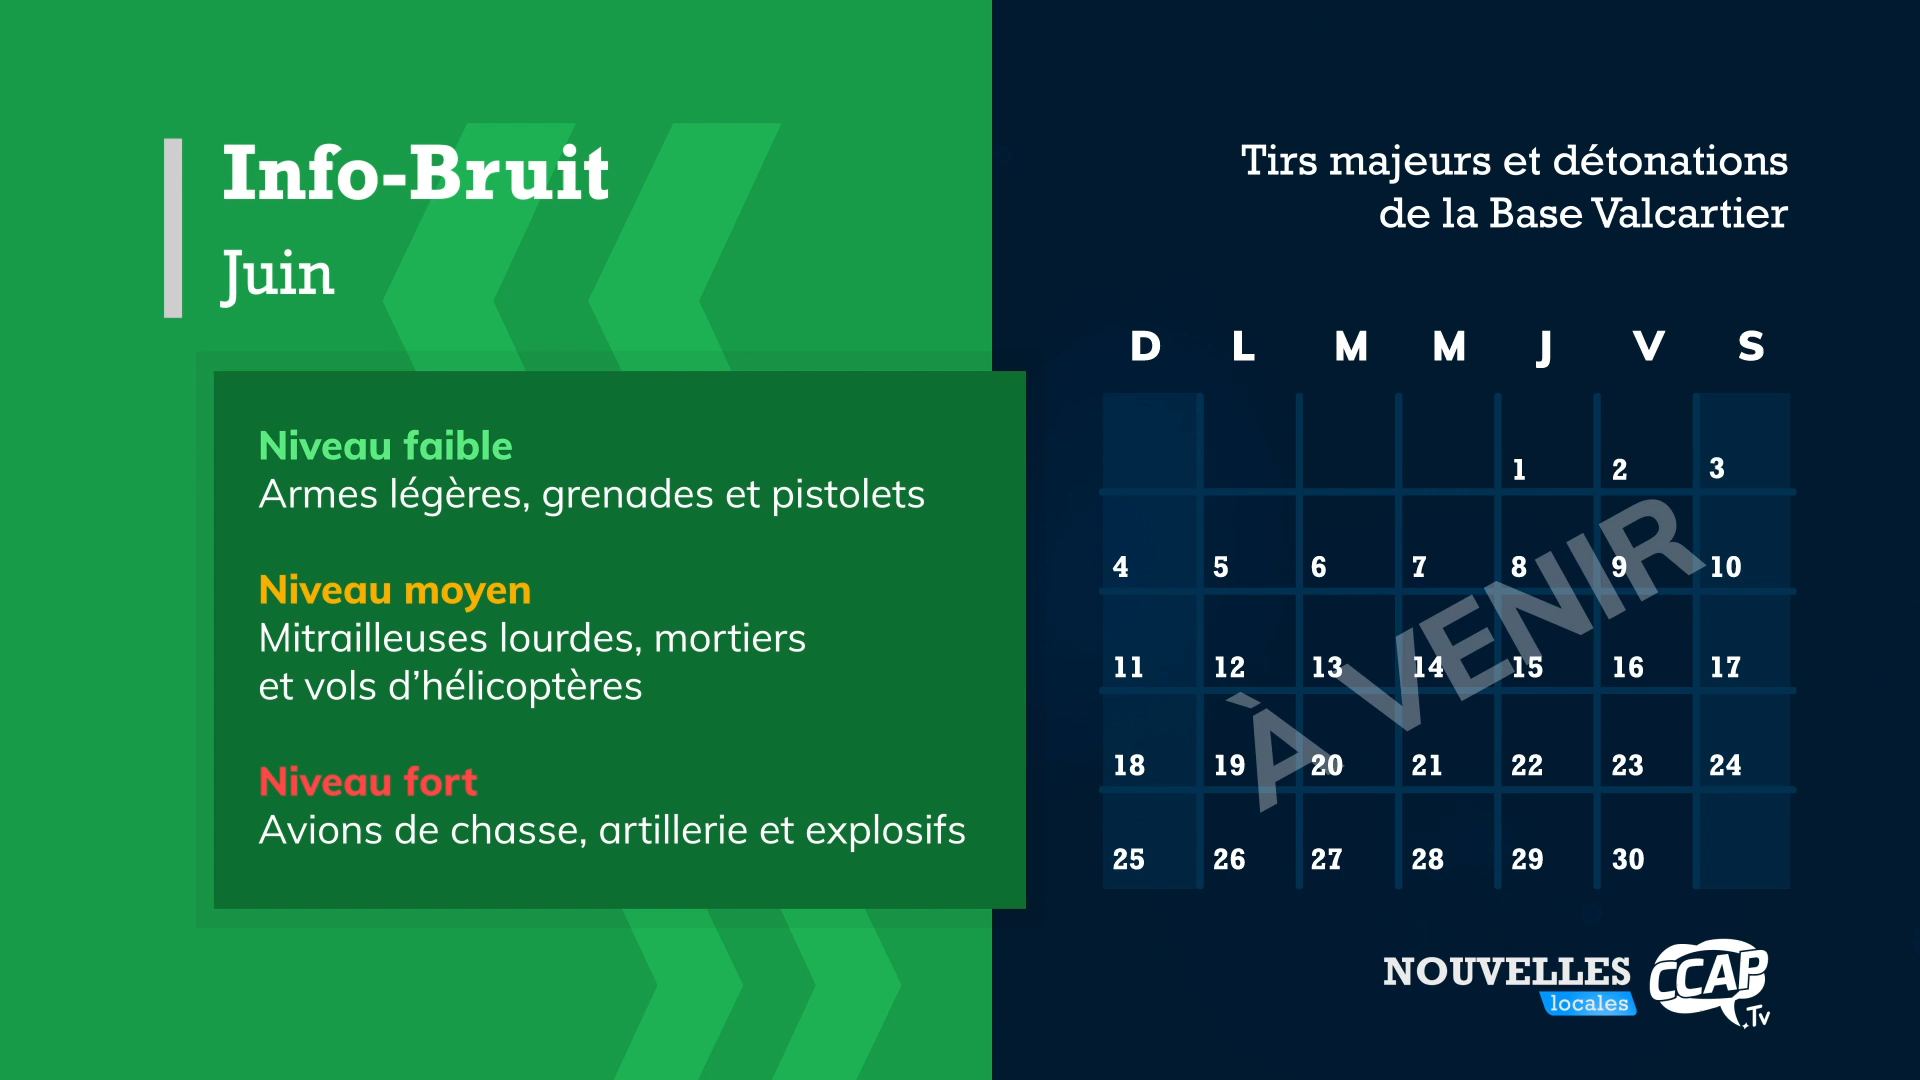 Info-Bruit
Juin
Niveau faible
Armes légères, grenades et pistolets
Niveau moyen
Mitrailleuses lourdes, mortiers
et vols d’hélicoptères
Niveau fort
Avions de chasse, artillerie et explosifs
Tirs majeurs et détonations
de la Base Valcartier
D L M M J V S
1 2 3
4 5 6 7 8 9 10
11 12 13 14 15 16 17
18 19 20 21 22 23 24
25 26 27 28 29 30
À VENIR
NOUVELLES
locales
CCAP
.Tv